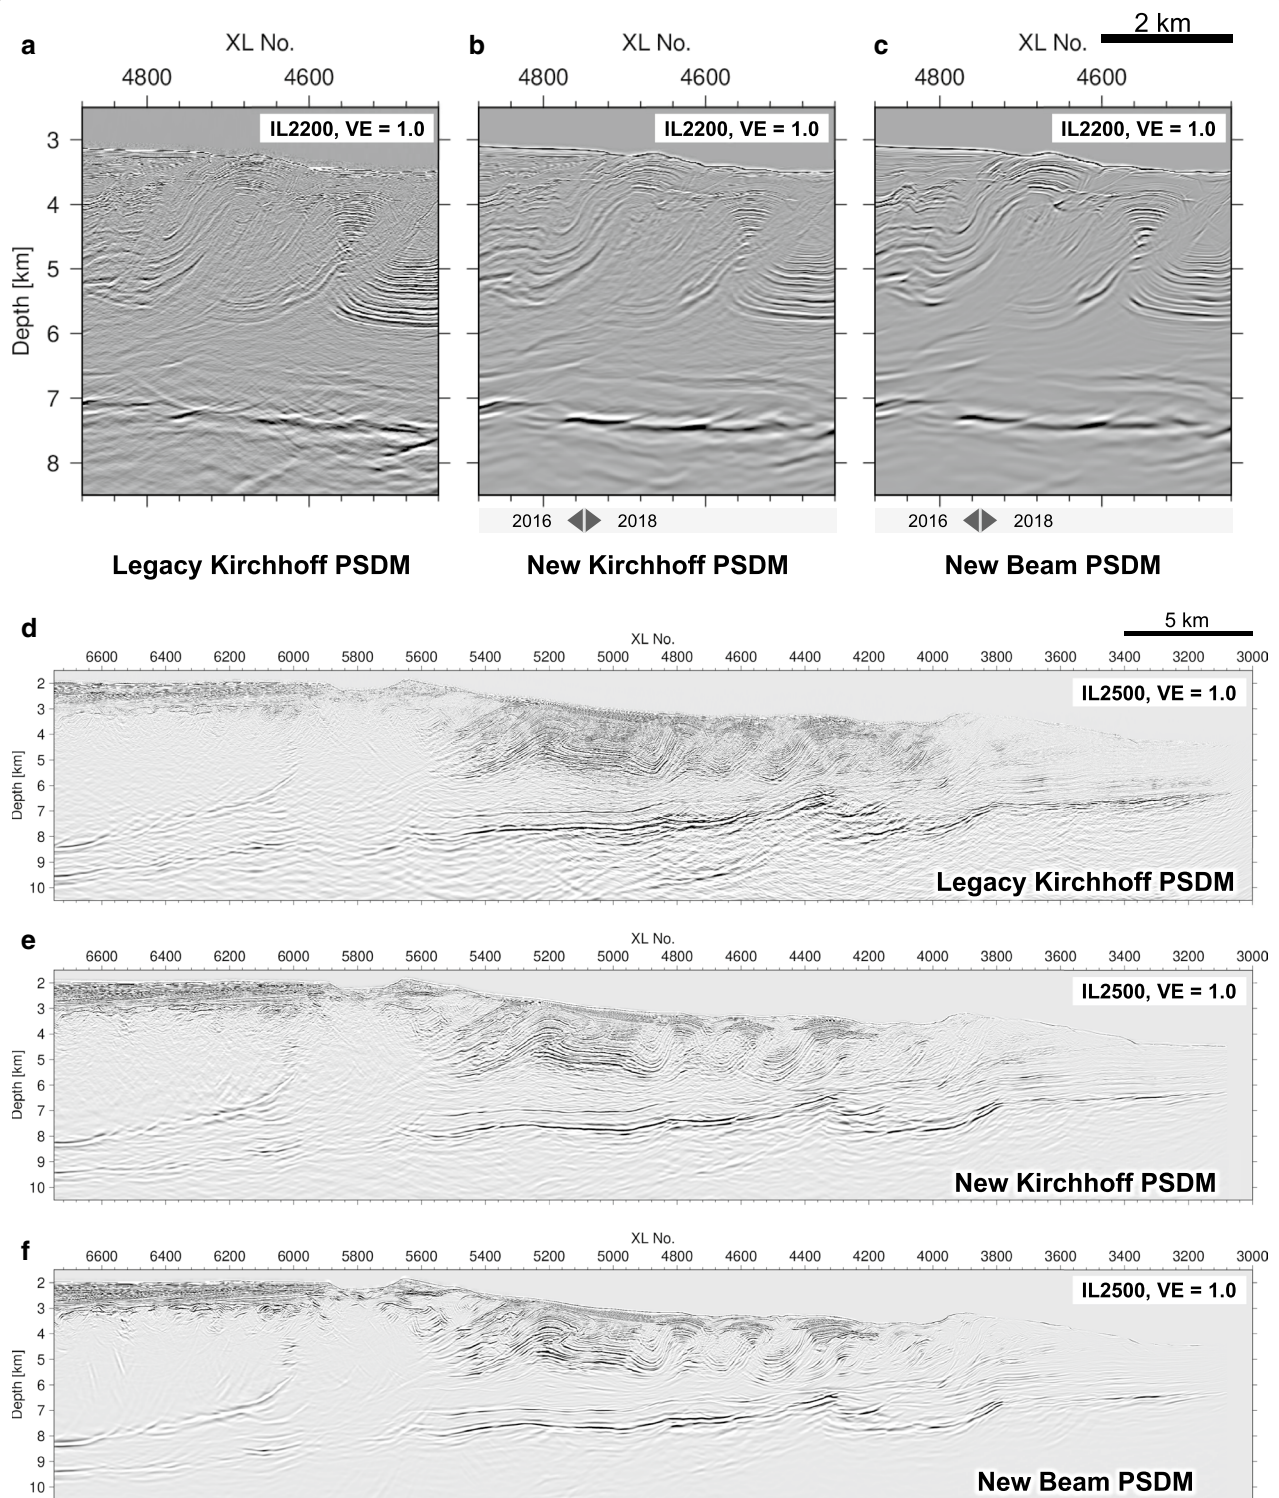 a
XL No.
4800 4600
IL2200, VE = 1.0
3
4
5
6
7
8
Depth [km]
Legacy Kirchhoff PSDM
b
XL No.
4800 4600
IL2200, VE = 1.0
2016 2018
New Kirchhoff PSDM
c
XL No.
2 km
4800 4600
IL2200, VE = 1.0
2016 2018
New Beam PSDM
d
5 km
XL No.
6600 6400 6200 6000 5800 5600 5400 5200 5000 4800 4600 4400 4200 4000 3800 3600 3400 3200 3000
IL2500, VE = 1.0
2
3
4
5
6
7
8
9
10
Depth [km]
Legacy Kirchhoff PSDM
e
XL No.
6600 6400 6200 6000 5800 5600 5400 5200 5000 4800 4600 4400 4200 4000 3800 3600 3400 3200 3000
IL2500, VE = 1.0
2
3
4
5
6
7
8
9
10
Depth [km]
New Kirchhoff PSDM
f
XL No.
6600 6400 6200 6000 5800 5600 5400 5200 5000 4800 4600 4400 4200 4000 3800 3600 3400 3200 3000
IL2500, VE = 1.0
2
3
4
5
6
7
8
9
10
Depth [km]
New Beam PSDM